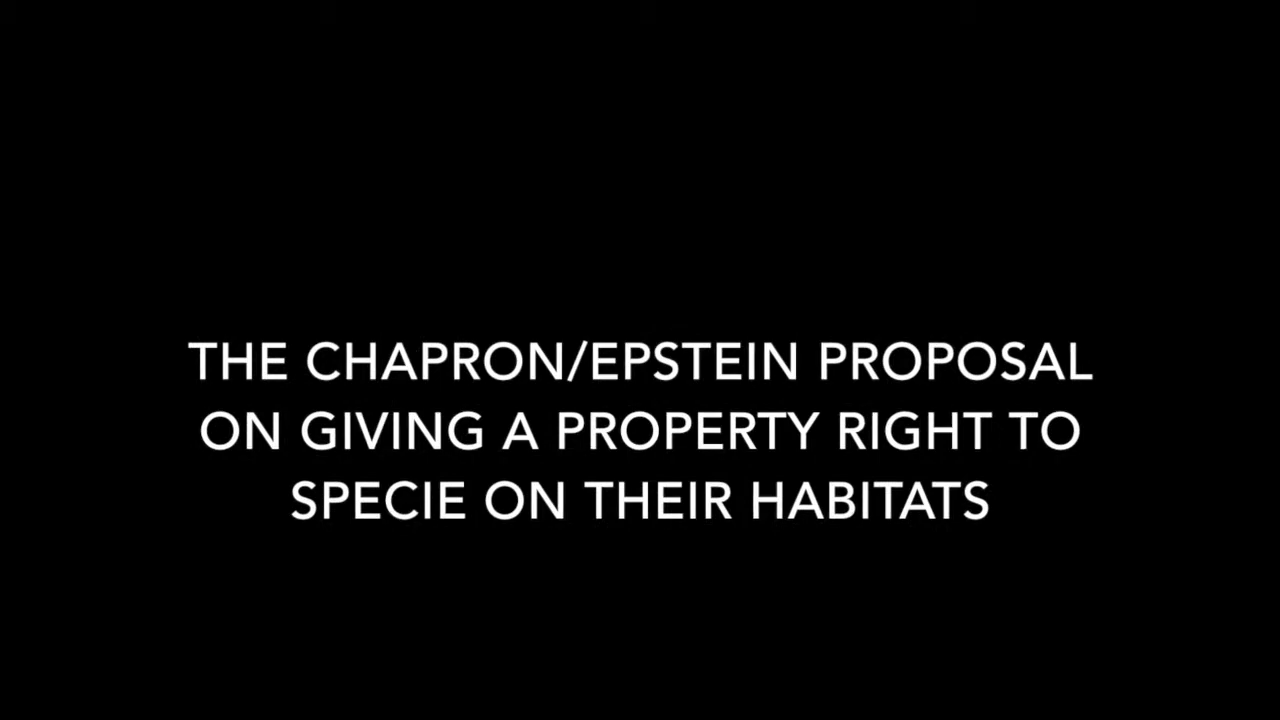 THE CHAPRON/EPSTEIN PROPOSAL
ON GIVING A PROPERTY RIGHT TO
SPECIE ON THEIR HABITATS